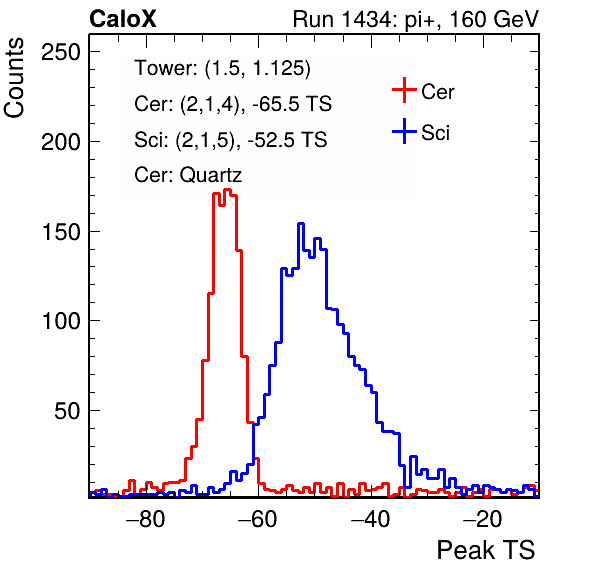 CaloX Run 1434: pi+, 160 GeV
Counts
250
200
150
100
50
Tower: (1.5, 1.125)
Cer: (2,1,4), -65.5 TS
Sci: (2,1,5), -52.5 TS
Cer: Quartz
Cer
Sci
−80 −60 −40 −20
Peak TS